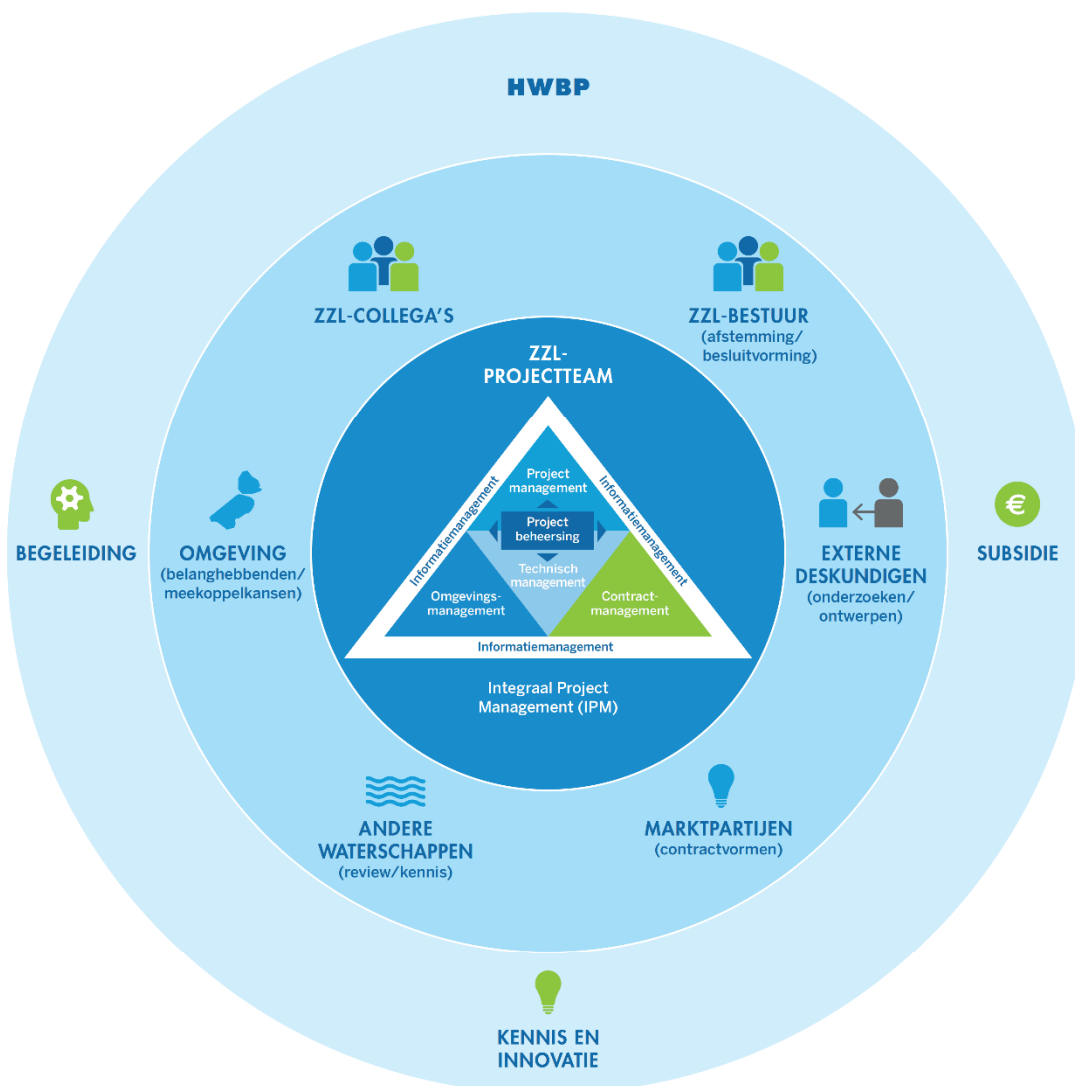 HWBP
ZZL-COLLEGA'S
ZZL-BESTUUR
(afstemming/
besluitvorming)
ZZL-
PROJECTTEAM
Informatiemanagement
Informatiemanagement
Project
management
Project
beheersing
Technisch
management
Omgevings-
management
Contract-
management
Informatiemanagement
Integraal Project
Management (IPM)
BEGELEIDING
OMGEVING
(belanghebbenden/
meekoppelkansen)
EXTERNE
DESKUNDIGEN
(onderzoeken/
ontwerpen)
€
SUBSIDIE
ANDERE
WATERSCHAPPEN
(review/kennis)
MARKTPARTIJEN
(contractvormen)
KENNIS EN
INNOVATIE